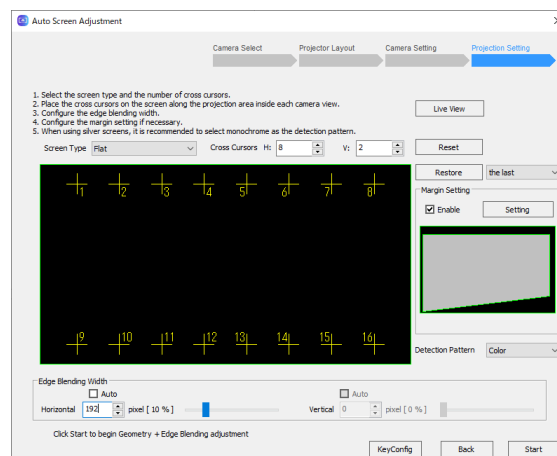 Auto Screen Adjustment
Camera Select
Projector Layout
Camera Setting
Projection Setting
1. Select the screen type and the number of cross cursors.
2. Place the cross cursors on the screen along the projection area inside each camera view.
3. Configure the edge blending width.
4. Configure the margin setting if necessary.
5. When using silver screens, it is recommended to select monochrome as the detection pattern.
Live View
Screen Type Flat Cross Cursors H: 8 V: 2
Reset
Restore the last
Margin Setting
Enable Setting
1 2 3 4 5 6 7 8
9 10 11 12 13 14 15 16
Detection Pattern Color
Edge Blending Width
Auto
Horizontal 192 pixel [ 10 % ]
Auto
Vertical 0 pixel [ 0 % ]
Click Start to begin Geometry + Edge Blending adjustment
KeyConfig Back Start